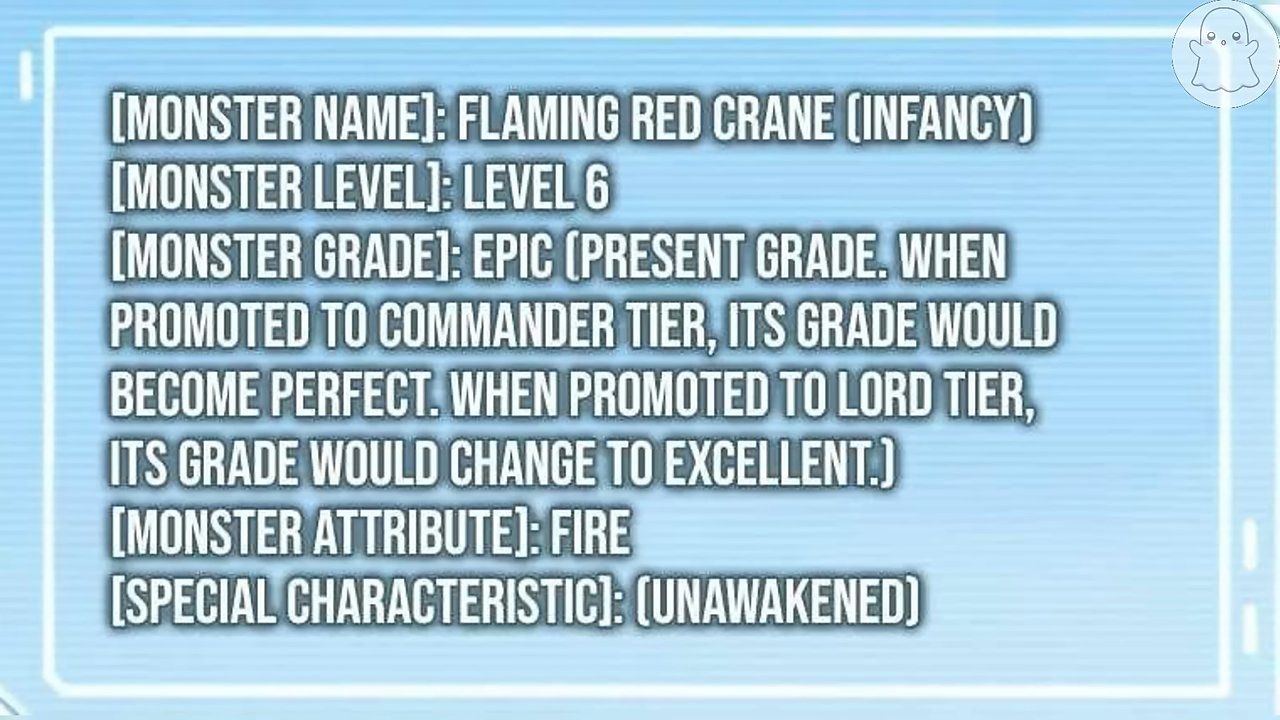 [MONSTER NAME]: FLAMING RED CRANE (INFANCY)
[MONSTER LEVEL]: LEVEL 6
[MONSTER GRADE]: EPIC (PRESENT GRADE. WHEN
PROMOTED TO COMMANDER TIER, ITS GRADE WOULD
BECOME PERFECT. WHEN PROMOTED TO LORD TIER,
ITS GRADE WOULD CHANGE TO EXCELLENT.)
[MONSTER ATTRIBUTE]: FIRE
[SPECIAL CHARACTERISTIC]: (UNAWAKENED)